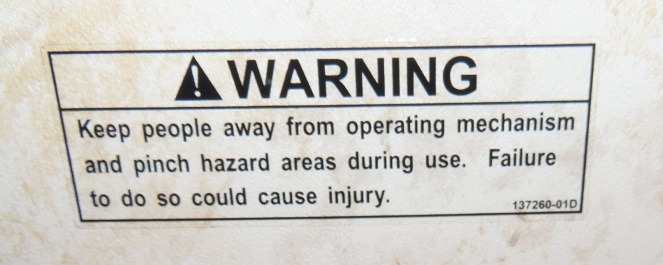 WARNING
Keep people away from operating mechanism
and pinch hazard areas during use. Failure
to do so could cause injury.
137260-01D